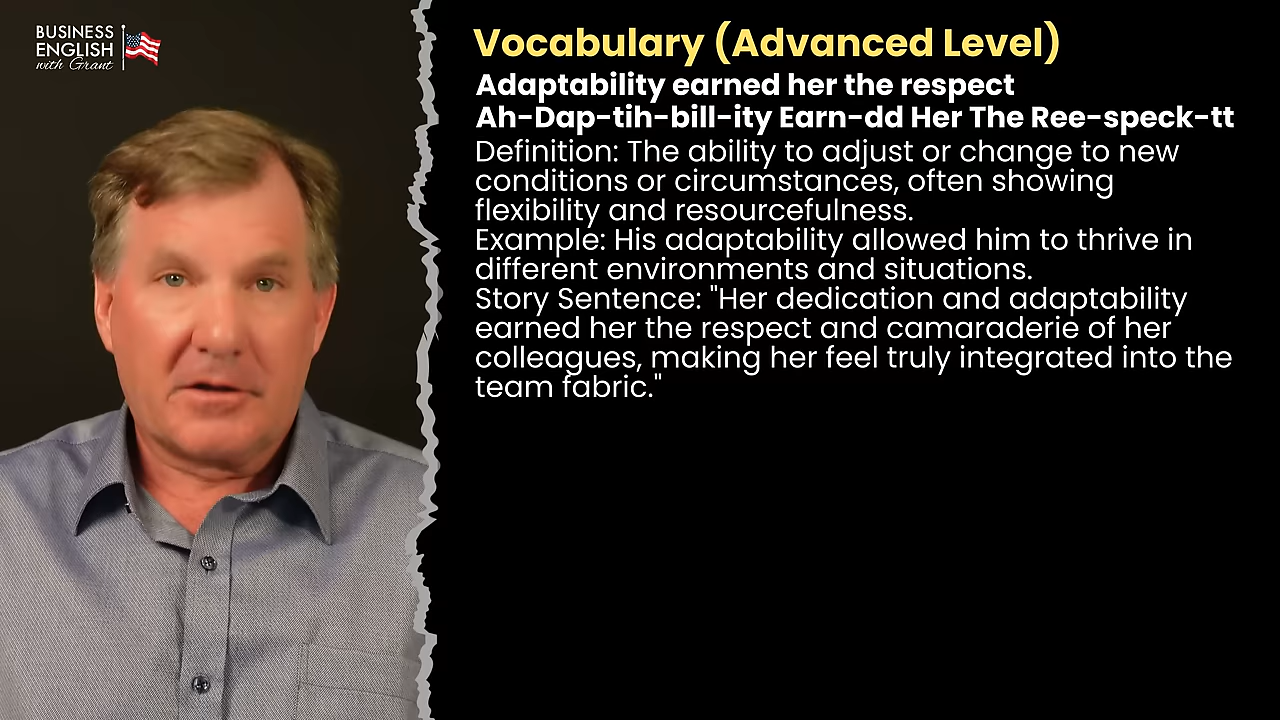 BUSINESS
ENGLISH
with Grant
Vocabulary (Advanced Level)
Adaptability earned her the respect
Ah-Dap-tih-bill-ity Earn-dd Her The Ree-speck-tt
Definition: The ability to adjust or change to new
conditions or circumstances, often showing
flexibility and resourcefulness.
Example: His adaptability allowed him to thrive in
different environments and situations.
Story Sentence: "Her dedication and adaptability
earned her the respect and camaraderie of her
colleagues, making her feel truly integrated into the
team fabric."